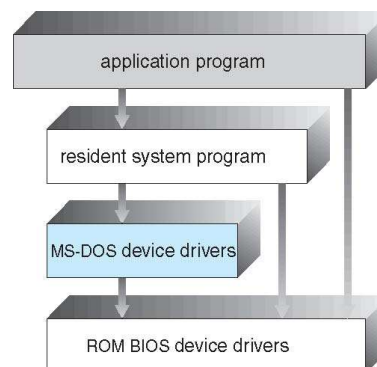 application program
resident system program
MS-DOS device drivers
ROM BIOS device drivers